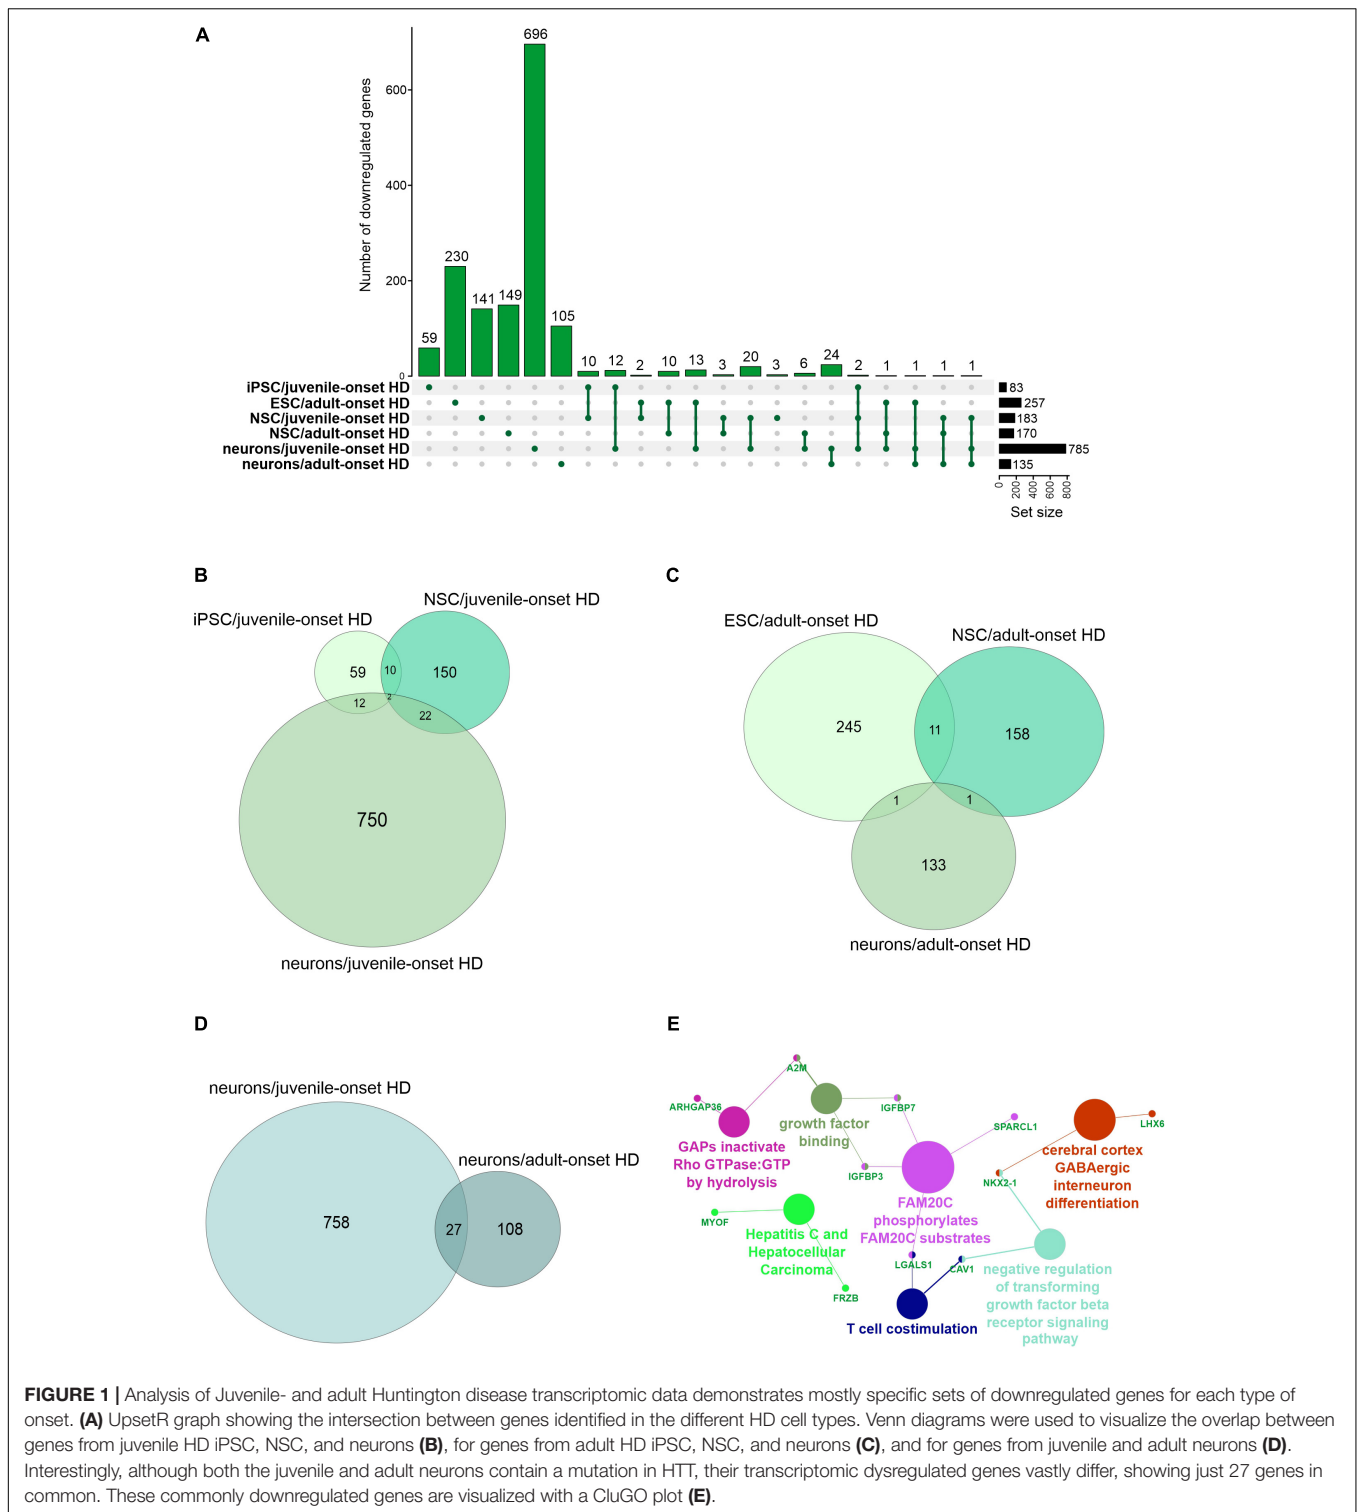 A
Number of downregulated genes
600
400
200
0
59
230
141
149
696
105
10
12
2
10
13
3
20
3
6
24
2
1
1
1
1
iPSC/juvenile-onset HD
ESC/adult-onset HD
NSC/juvenile-onset HD
NSC/adult-onset HD
neurons/juvenile-onset HD
neurons/adult-onset HD
83
257
183
170
785
135
0
200
400
600
800
Set size
B
NSC/juvenile-onset HD
iPSC/juvenile-onset HD
59
10
150
12
2
22
750
neurons/juvenile-onset HD
C
ESC/adult-onset HD
NSC/adult-onset HD
245
11
158
1
1
133
neurons/adult-onset HD
D
neurons/juvenile-onset HD
neurons/adult-onset HD
758
27
108
E
A2M
ARHGAP36
GAPs inactivate
Rho GTPase:GTP
by hydrolysis
growth factor
binding
IGFBP7
IGFBP3
SPARCL1
FAM20C
phosphorylates
FAM20C substrates
LHX6
cerebral cortex
GABAergic
interneuron
differentiation
NKX2-1
MYOF
Hepatitis C and
Hepatocellular
Carcinoma
FRZB
LGALS1
CAV1
T cell costimulation
negative regulation
of transforming
growth factor beta
receptor signaling
pathway
FIGURE 1 | Analysis of Juvenile- and adult Huntington disease transcriptomic data demonstrates mostly specific sets of downregulated genes for each type of
onset. (A) UpsetR graph showing the intersection between genes identified in the different HD cell types. Venn diagrams were used to visualize the overlap between
genes from juvenile HD iPSC, NSC, and neurons (B), for genes from adult HD iPSC, NSC, and neurons (C), and for genes from juvenile and adult neurons (D).
Interestingly, although both the juvenile and adult neurons contain a mutation in HTT, their transcriptomic dysregulated genes vastly differ, showing just 27 genes in
common. These commonly downregulated genes are visualized with a CluGO plot (E).